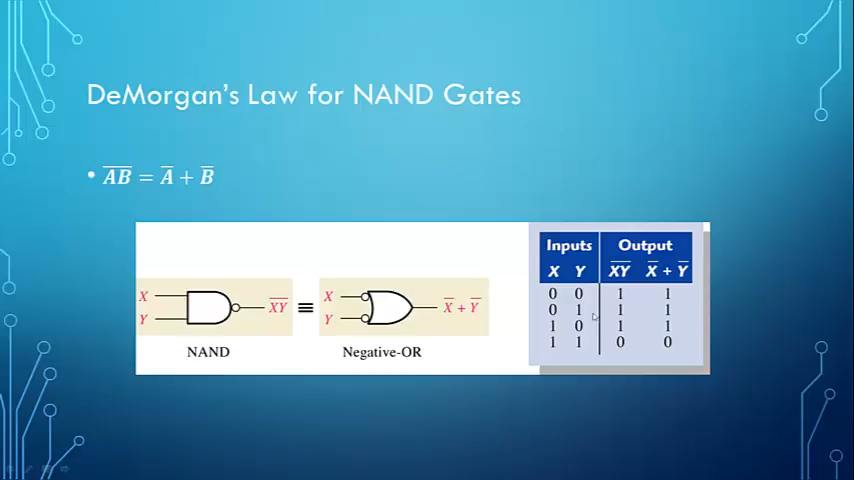 DeMorgan's Law for NAND Gates
• $\overline{AB} = \overline{A} + \overline{B}$
X
Y
$\overline{XY}$
≡
X
Y
$\overline{X} + \overline{Y}$
NAND
Negative-OR
Inputs Output
X Y $\overline{XY}$ $\overline{X} + \overline{Y}$
0 0 1 1
0 1 1 1
1 0 1 1
1 1 0 0